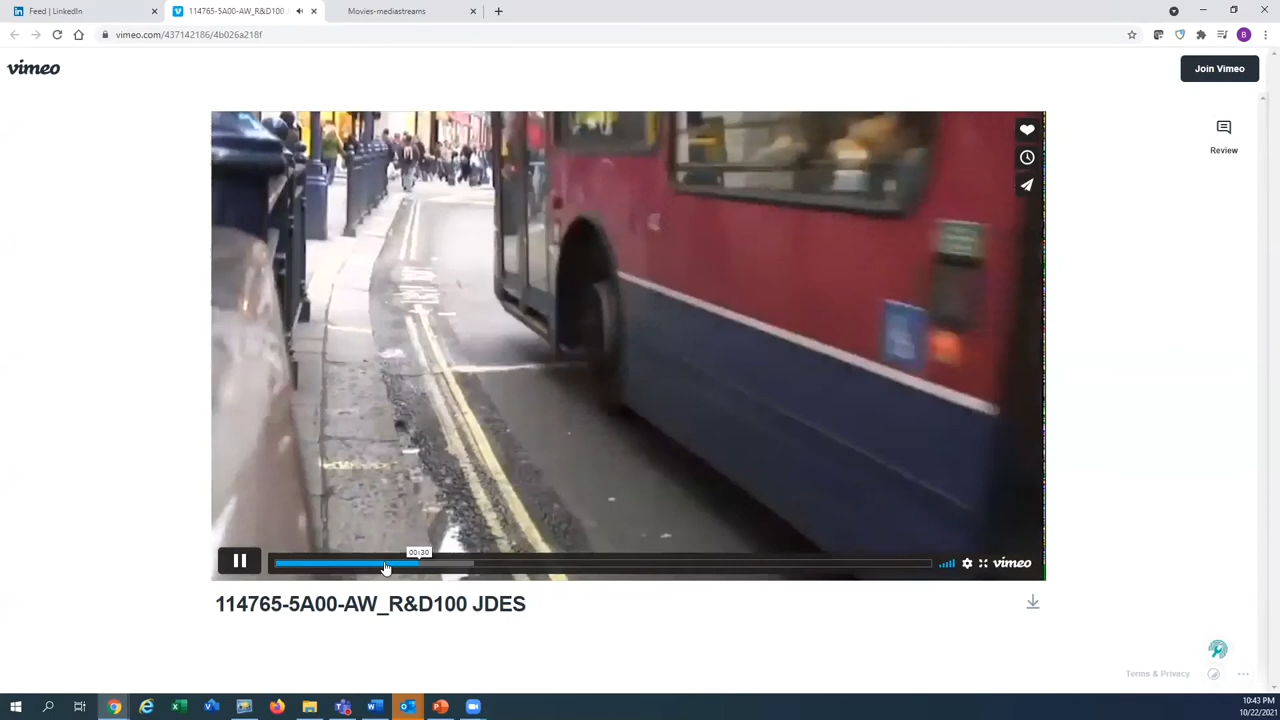 Feed | LinkedIn
114765-5A00-AW_R&D100
Movies-mediastreams
vimeo.com/437142186/4b026a218f
B
vimeo
Join Vimeo
Review
00:30
vimeo
114765-5A00-AW_R&D100 JDES
Terms & Privacy
10:43 PM
10/22/2021